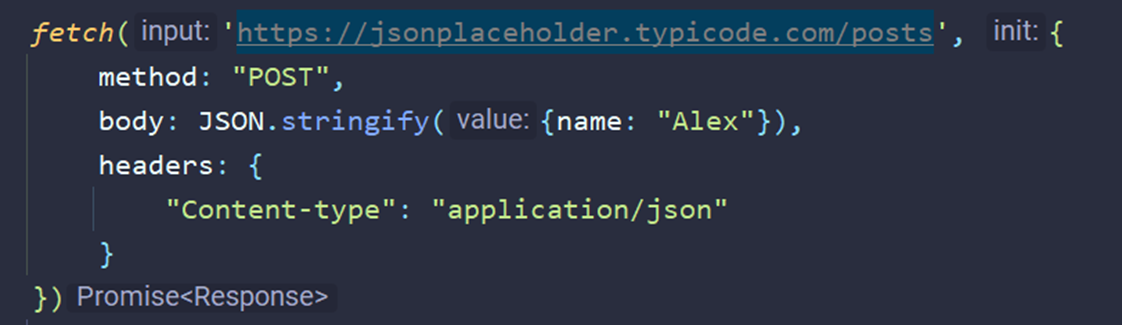 fetch( input: 'https://jsonplaceholder.typicode.com/posts', init: {
method: "POST",
body: JSON.stringify( value: {name: "Alex"}),
headers: {
"Content-type": "application/json"
}
}) Promise<Response>